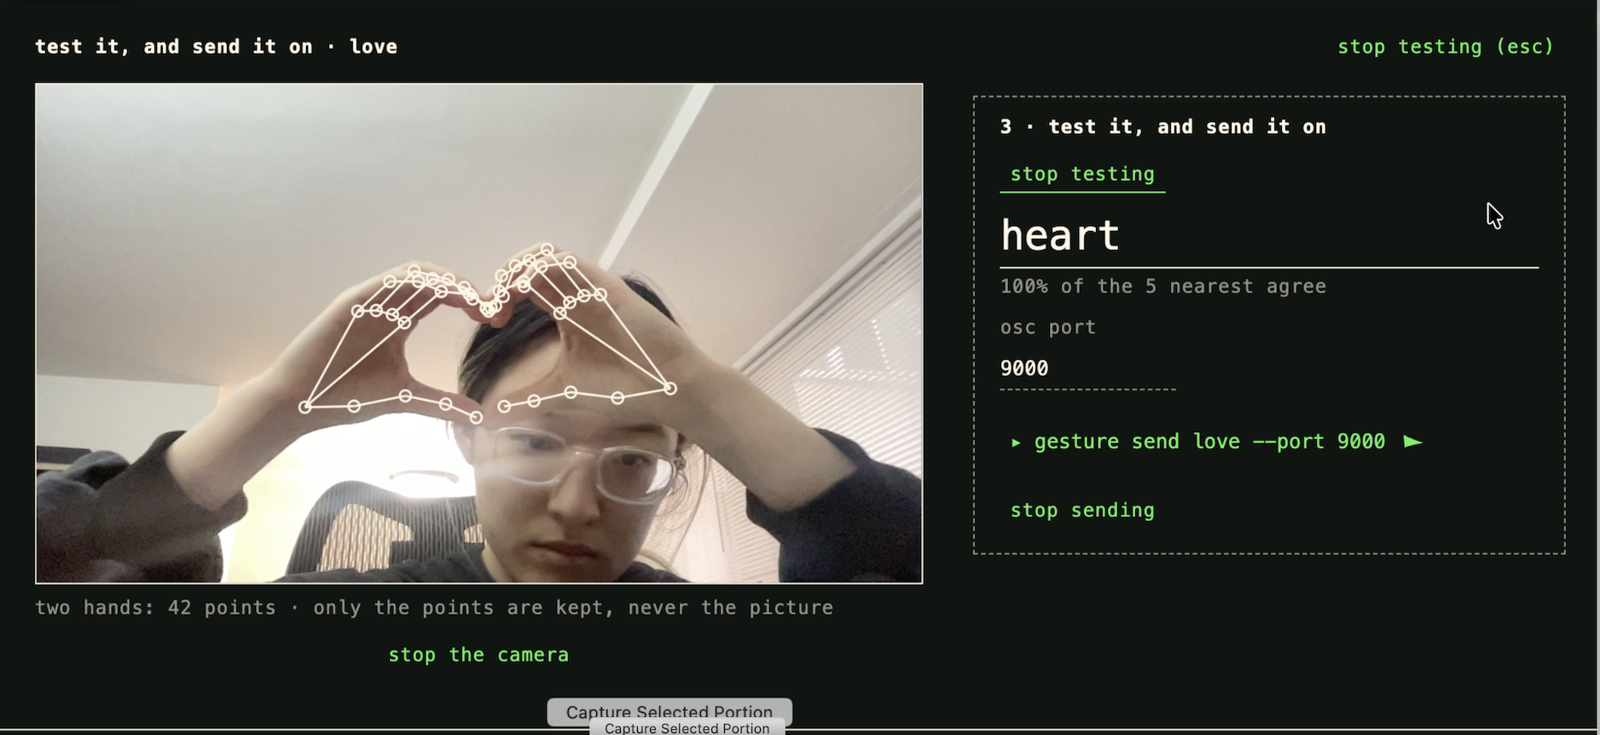 test it, and send it on · love
stop testing (esc)
3 · test it, and send it on
stop testing
heart
100% of the 5 nearest agree
osc port
9000
▸ gesture send love --port 9000 ►
stop sending
two hands: 42 points · only the points are kept, never the picture
stop the camera
Capture Selected Portion
Capture Selected Portion